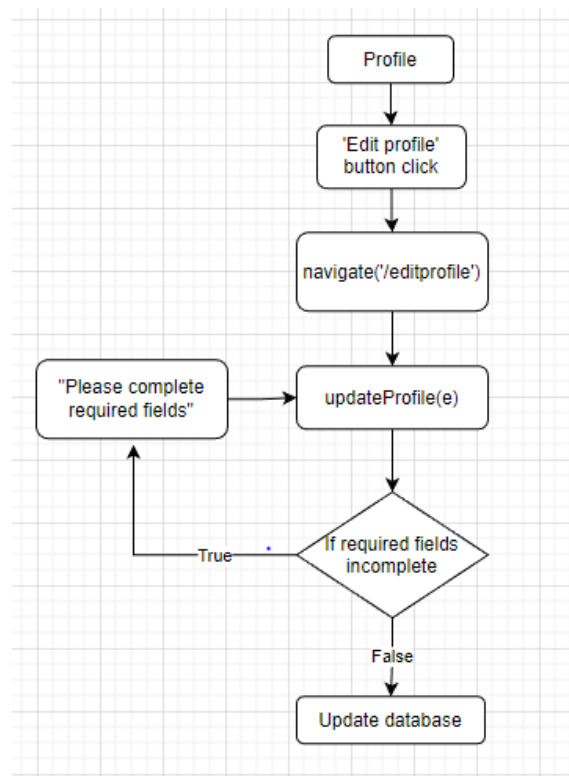 Profile
'Edit profile'
button click
navigate('/editprofile')
"Please complete
required fields"
updateProfile(e)
If required fields
incomplete
True
False
Update database